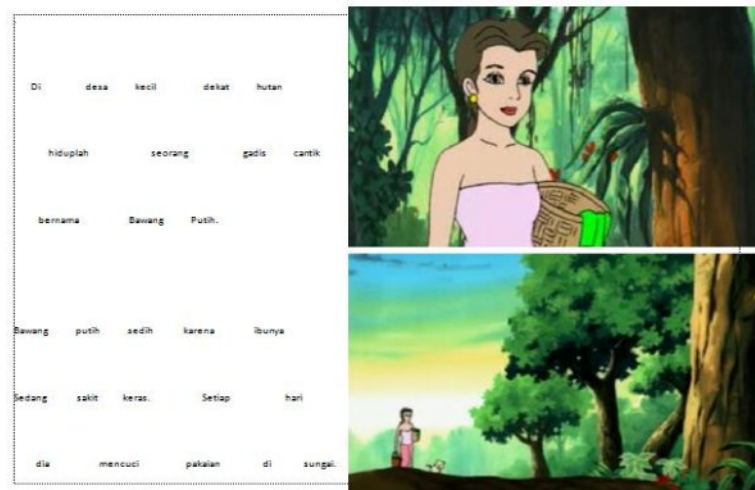 Di desa kecil dekat hutan
hiduplah seorang gadis cantik
bernama Bawang Putih.
Bawang putih sedih karena ibunya
Sedang sakit keras. Setiap hari
dia mencuci pakaian di sungai.